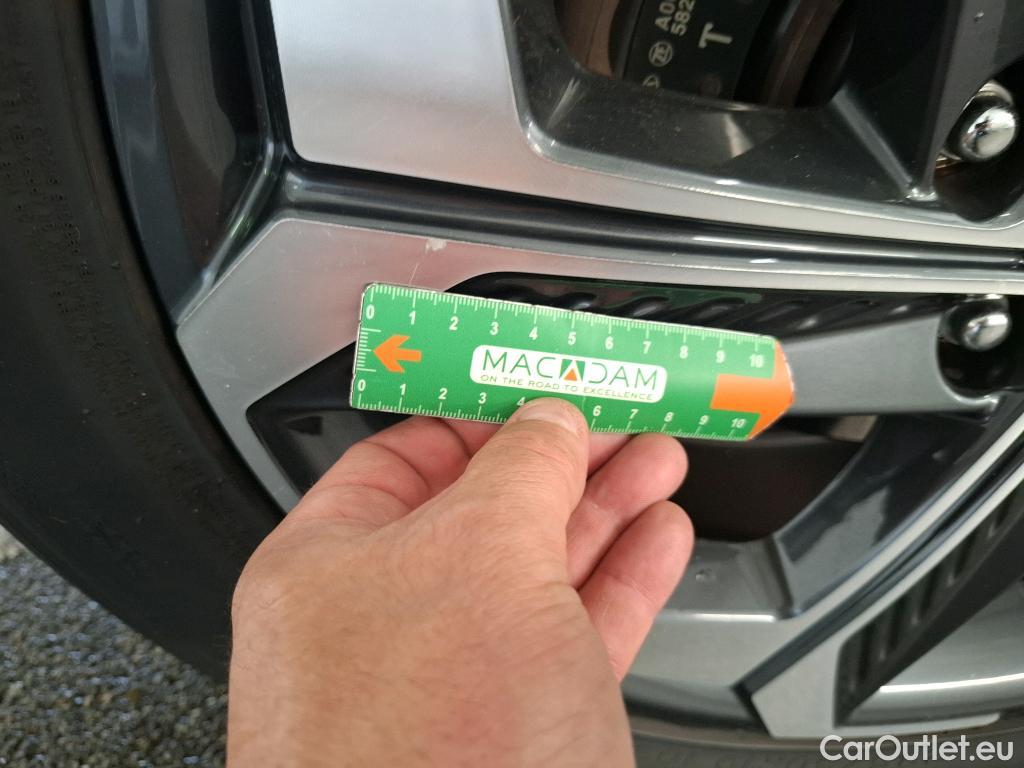 582
T
0 1 2 3 4 5 6 7 8 9 10
MACADAM
ON THE ROAD TO EXCELLENCE
0 1 2 3 4 6 7 8 9 10
CarOutlet.eu